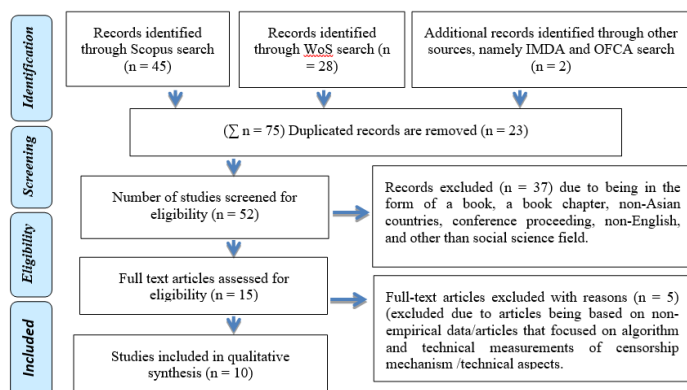 Identification
Records identified
through Scopus search
(n = 45)
Records identified
through WoS search (n
= 28)
Additional records identified through other
sources, namely IMDA and OFCA search
(n = 2)
(∑ n = 75) Duplicated records are removed (n = 23)
Screening
Number of studies screened for
eligibility (n = 52)
Records excluded (n = 37) due to being in the
form of a book, a book chapter, non-Asian
countries, conference proceeding, non-English,
and other than social science field.
Eligibility
Full text articles assessed for
eligibility (n = 15)
Full-text articles excluded with reasons (n = 5)
(excluded due to articles being based on non-
empirical data/articles that focused on algorithm
and technical measurements of censorship
mechanism /technical aspects.
Included
Studies included in qualitative
synthesis (n = 10)